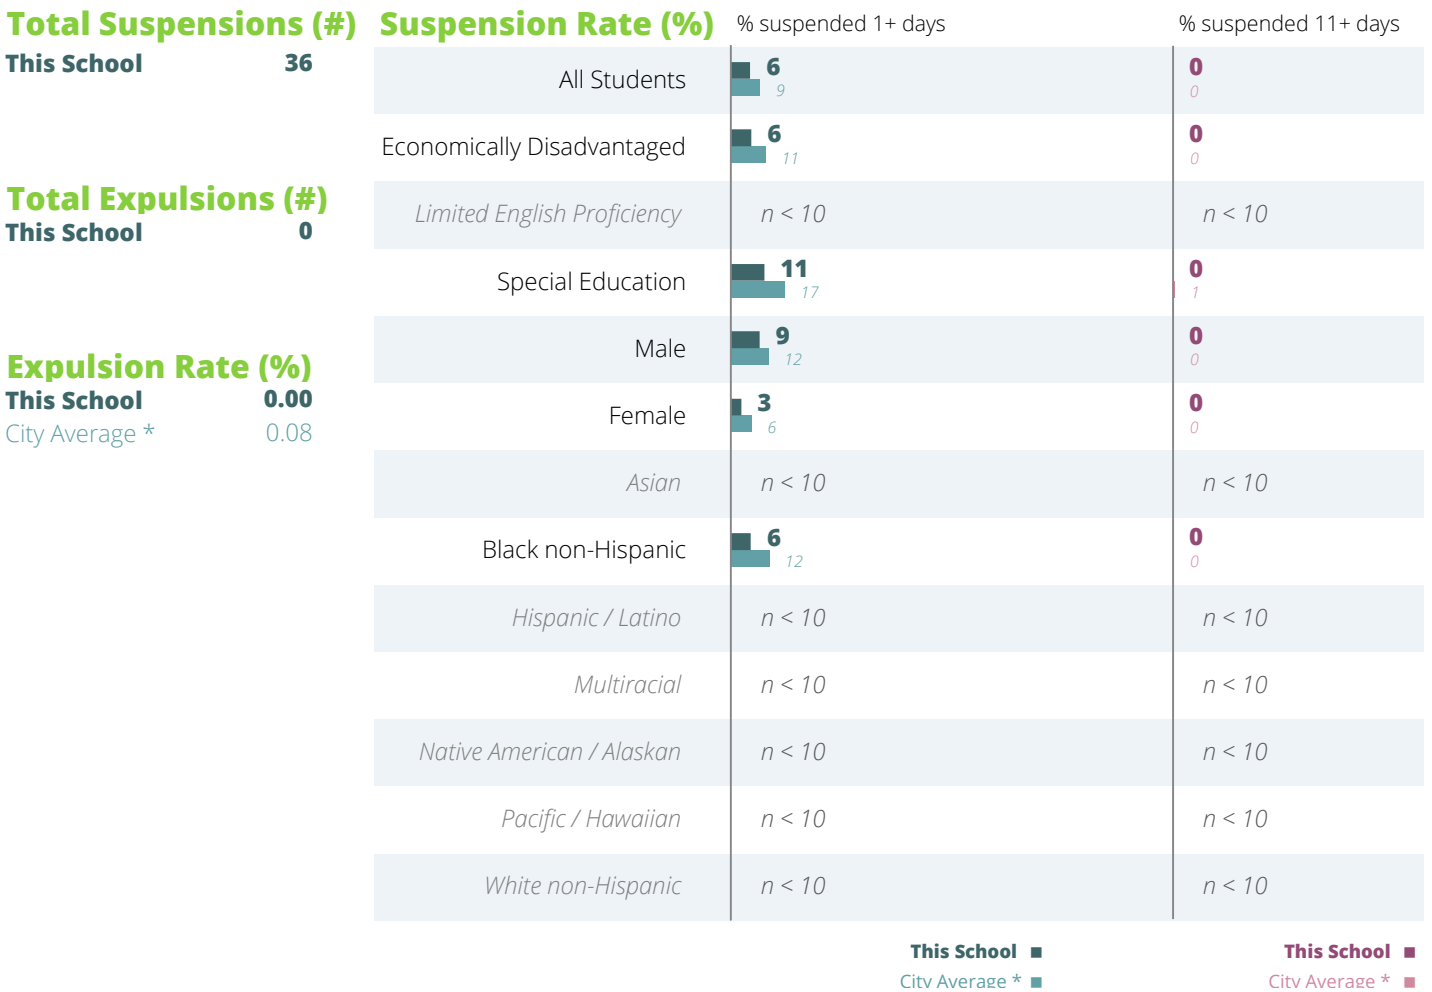 Total Suspensions (#)
This School 36
Total Expulsions (#)
This School 0
Expulsion Rate (%)
This School 0.00
City Average * 0.08
Suspension Rate (%) % suspended 1+ days % suspended 11+ days
All Students 6 0
9 0
Economically Disadvantaged 6 0
11 0
Limited English Proficiency n < 10 n < 10
Special Education 11 0
17 1
Male 9 0
12 0
Female 3 0
6 0
Asian n < 10 n < 10
Black non-Hispanic 6 0
12 0
Hispanic / Latino n < 10 n < 10
Multiracial n < 10 n < 10
Native American / Alaskan n < 10 n < 10
Pacific / Hawaiian n < 10 n < 10
White non-Hispanic n < 10 n < 10
This School This School
City Average * City Average *